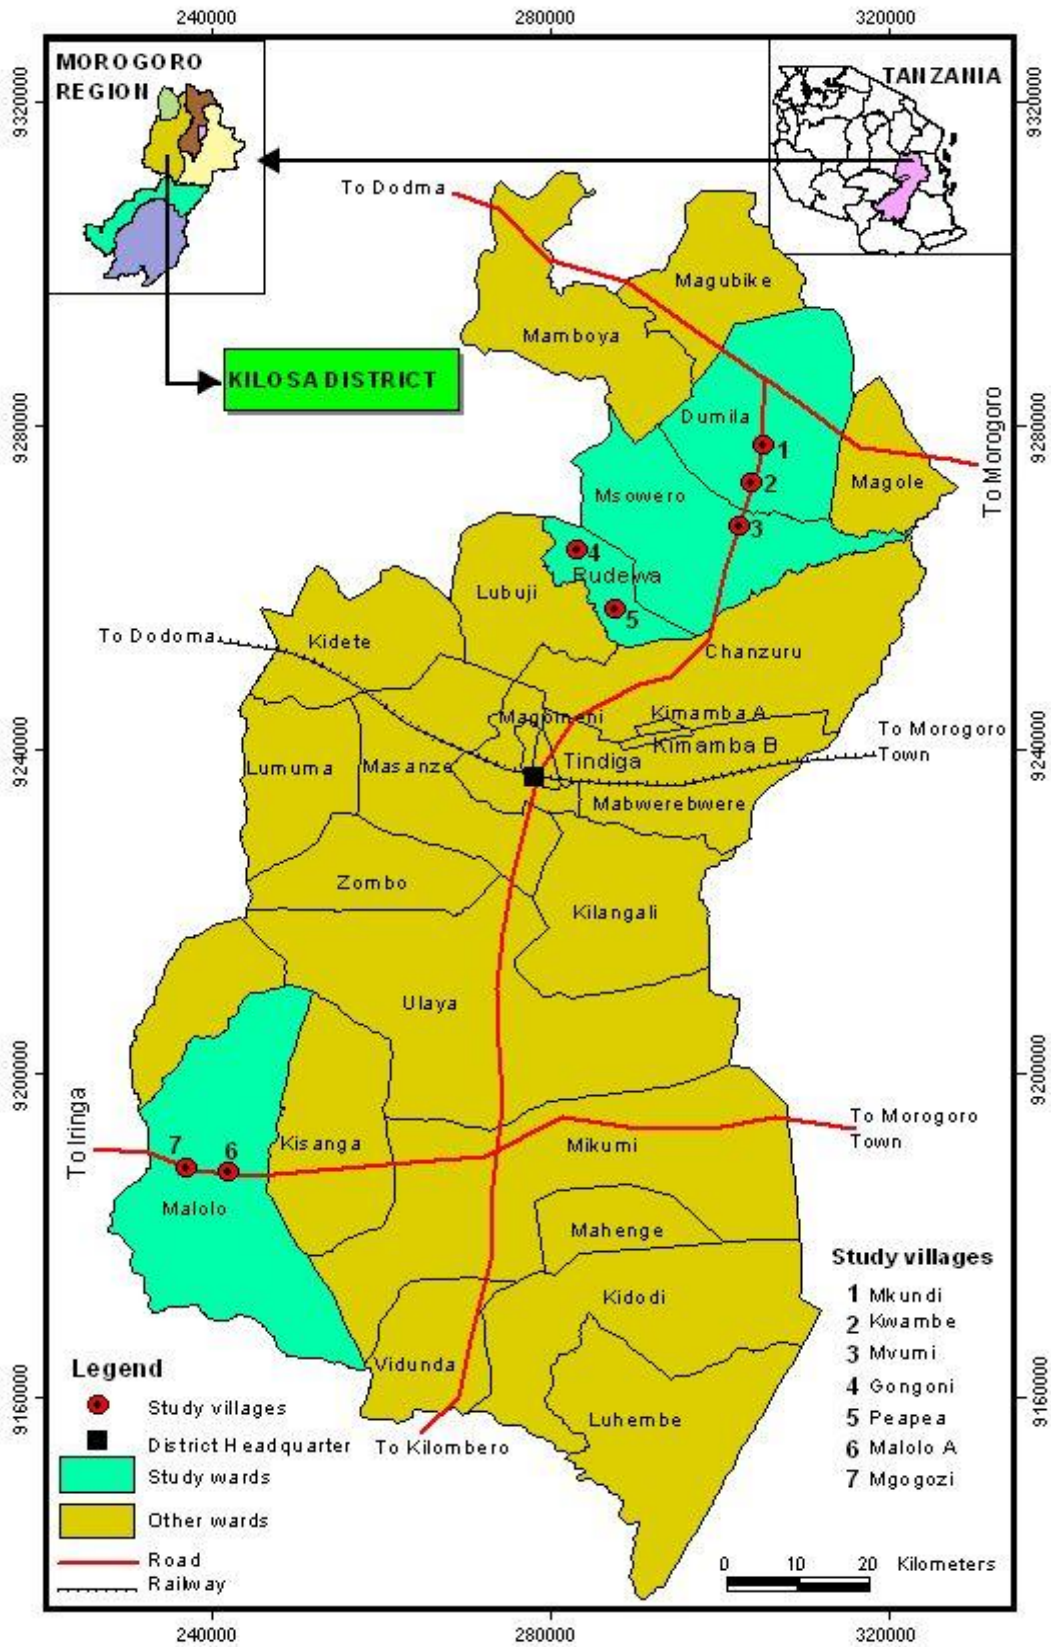 240000
280000
320000
MOROGORO
REGION
TANZANIA
9320000
9320000
To Dodma
Magubike
Mamboya
KILOSA DISTRICT
Dumila
9280000
9280000
1
To Morogoro
2
Magole
Msowero
3
4
Rudewa
Lubuji
5
To Dodoma
Kidete
Chanzuru
Magomeni
Kimamba A
To Morogoro
Town
Kimamba B
9240000
9240000
Lumuma
Masanze
Tindiga
Mabwerebwere
Zombo
Kilangali
Ulaya
9200000
9200000
To Iringa
To Morogoro
Town
7
6
Kisanga
Mikumi
Malolo
Mahenge
Study villages
1 Mkundi
2 Kwambe
3 Mvumi
4 Gongoni
5 Peapea
6 Malolo A
7 Mgogozi
Kidodi
Vidunda
Luhembe
To Kilombero
9160000
9160000
Legend
Study villages
District Headquarter
Study wards
Other wards
Road
Railway
0 10 20 Kilometers
240000
280000
320000